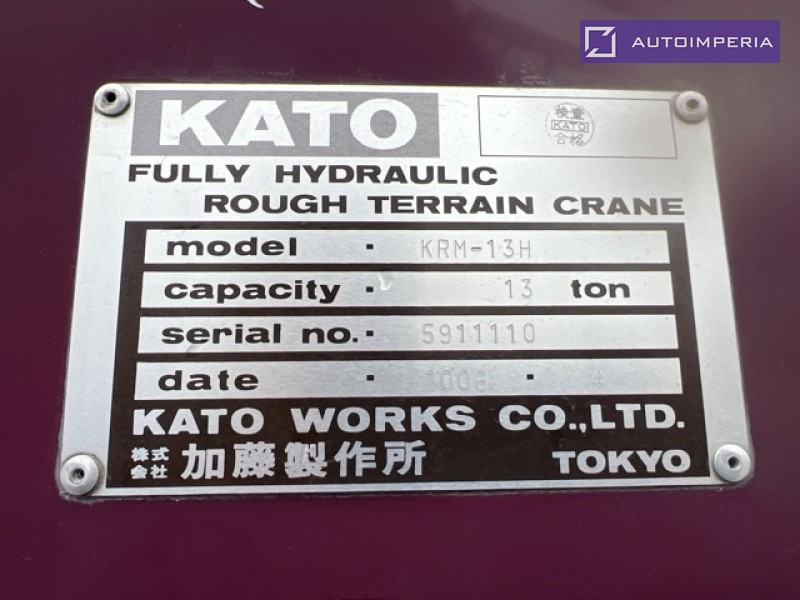 AUTOIMPERIA
KATO
検査
KATO
合格
FULLY HYDRAULIC
ROUGH TERRAIN CRANE
model · KRM-13H
capacity · 13 ton
serial no. · 5911110
date · ·
KATO WORKS CO.,LTD.
株式会社 加藤製作所 TOKYO